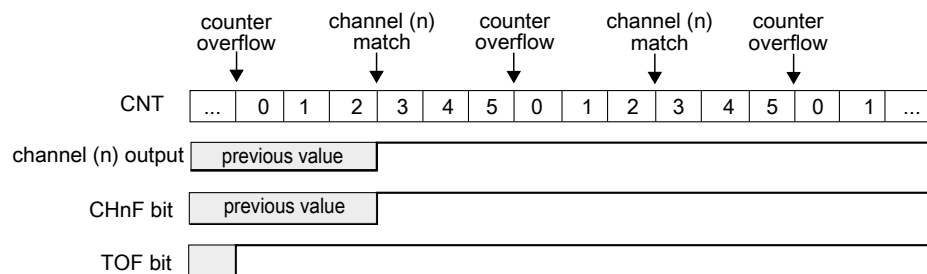 counter
overflow
channel (n)
match
counter
overflow
channel (n)
match
counter
overflow
CNT ... 0 1 2 3 4 5 0 1 2 3 4 5 0 1 ...
channel (n) output previous value
CHnF bit previous value
TOF bit